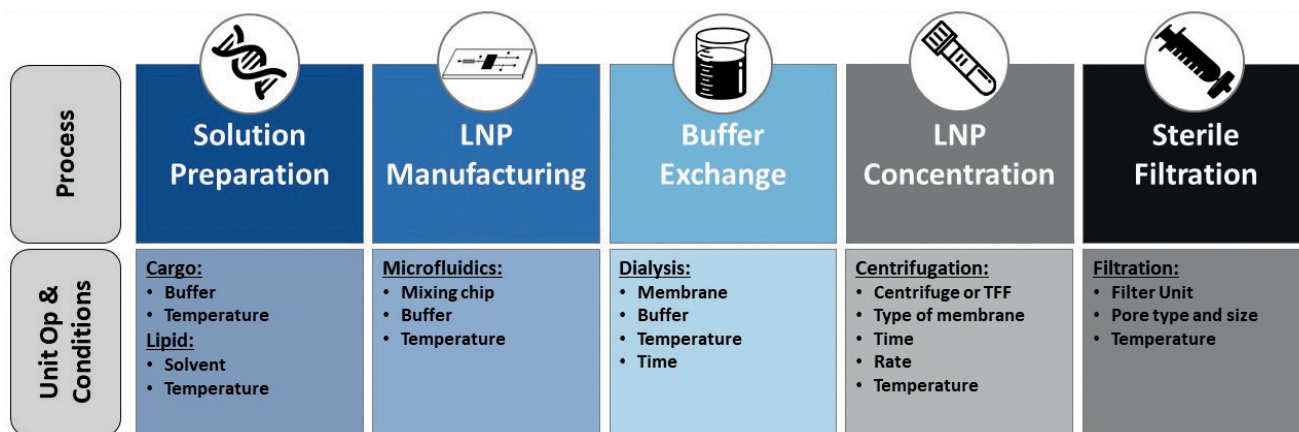 Process
Solution
Preparation
LNP
Manufacturing
Buffer
Exchange
LNP
Concentration
Sterile
Filtration
Unit Op &
Conditions
Cargo:
• Buffer
• Temperature
Lipid:
• Solvent
• Temperature
Microfluidics:
• Mixing chip
• Buffer
• Temperature
Dialysis:
• Membrane
• Buffer
• Temperature
• Time
Centrifugation:
• Centrifuge or TFF
• Type of membrane
• Time
• Rate
• Temperature
Filtration:
• Filter Unit
• Pore type and size
• Temperature